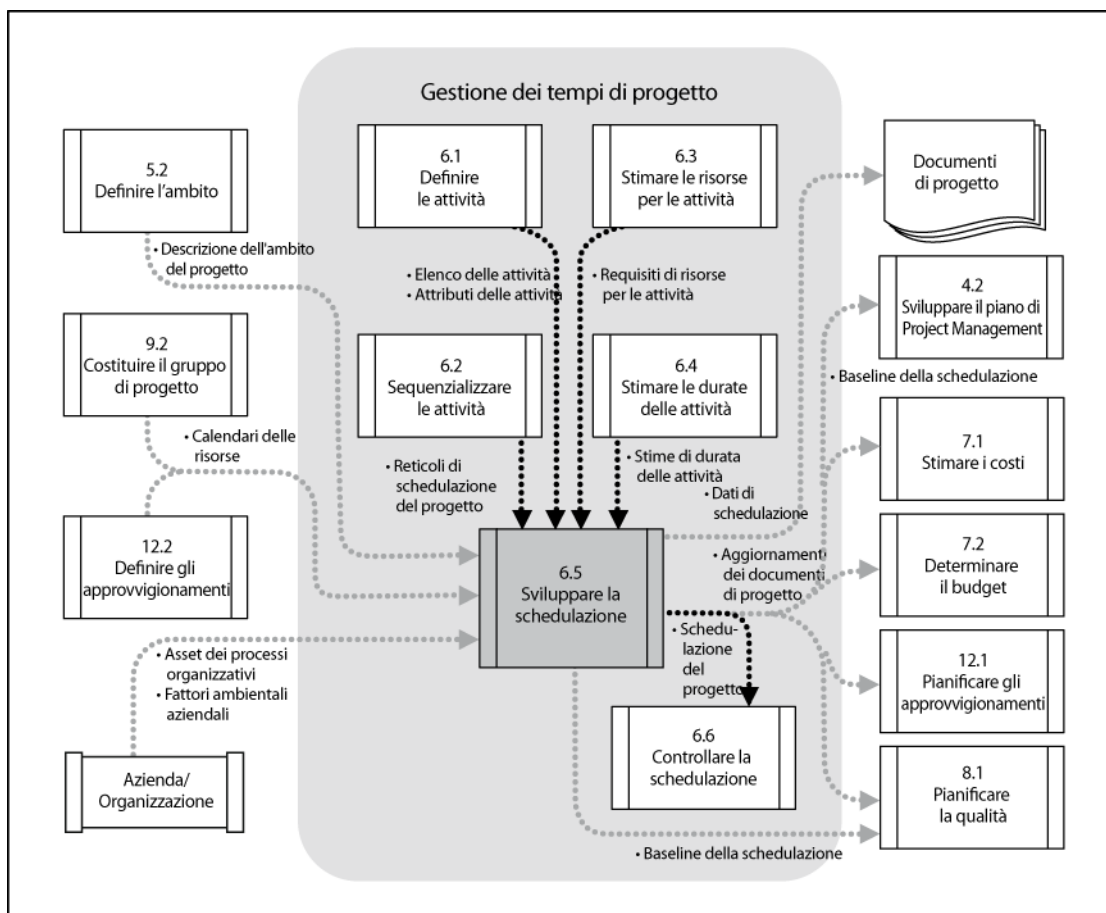 Gestione dei tempi di progetto
5.2
Definire l'ambito
• Descrizione dell'ambito
del progetto
9.2
Costituire il gruppo
di progetto
• Calendari delle
risorse
12.2
Definire gli
approvvigionamenti
• Asset dei processi
organizzativi
• Fattori ambientali
aziendali
Azienda/
Organizzazione
6.1
Definire
le attività
• Elenco delle attività
• Attributi delle attività
6.3
Stimare le risorse
per le attività
• Requisiti di risorse
per le attività
6.2
Sequenzializzare
le attività
• Reticoli di
schedulazione
del progetto
6.4
Stimare le durate
delle attività
• Stime di durata
delle attività
• Dati di
schedulazione
6.5
Sviluppare la
schedulazione
• Aggiornamenti
dei documenti
di progetto
• Schedu-
lazione
del
progetto
6.6
Controllare la
schedulazione
• Baseline della schedulazione
Documenti
di progetto
4.2
Sviluppare il piano di
Project Management
• Baseline della schedulazione
7.1
Stimare i costi
7.2
Determinare
il budget
12.1
Pianificare gli
approvvigionamenti
8.1
Pianificare
la qualità